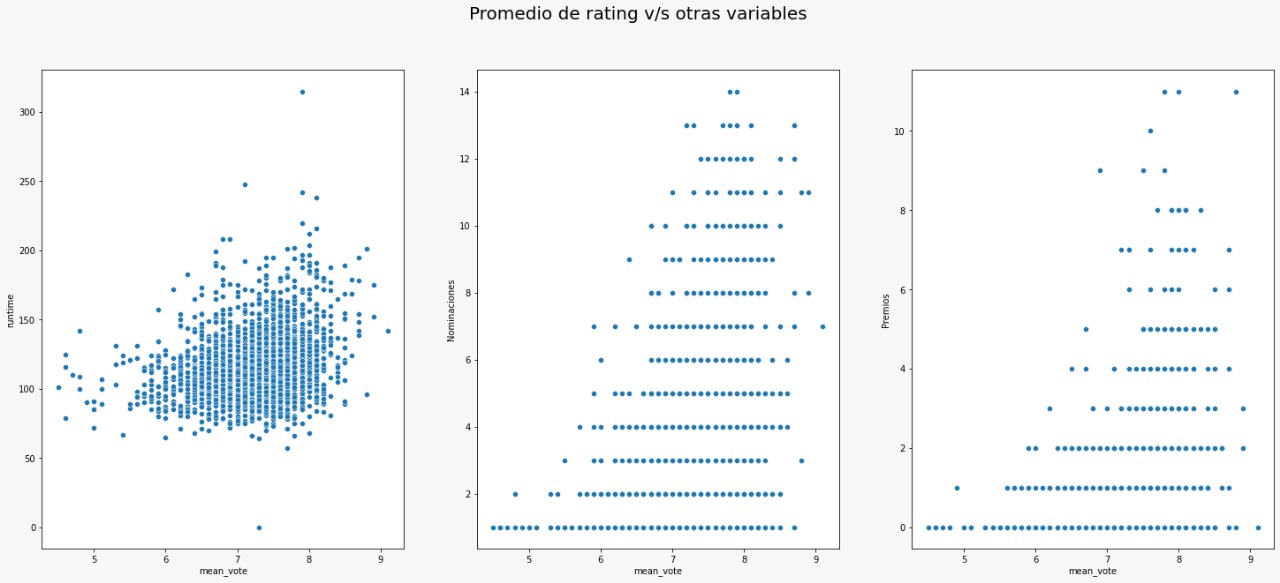 Promedio de rating v/s otras variables
runtime
300
250
200
150
100
50
0
5 6 7 8 9
mean_vote
Nominaciones
14
12
10
8
6
4
2
5 6 7 8 9
mean_vote
Premios
10
8
6
4
2
0
5 6 7 8 9
mean_vote